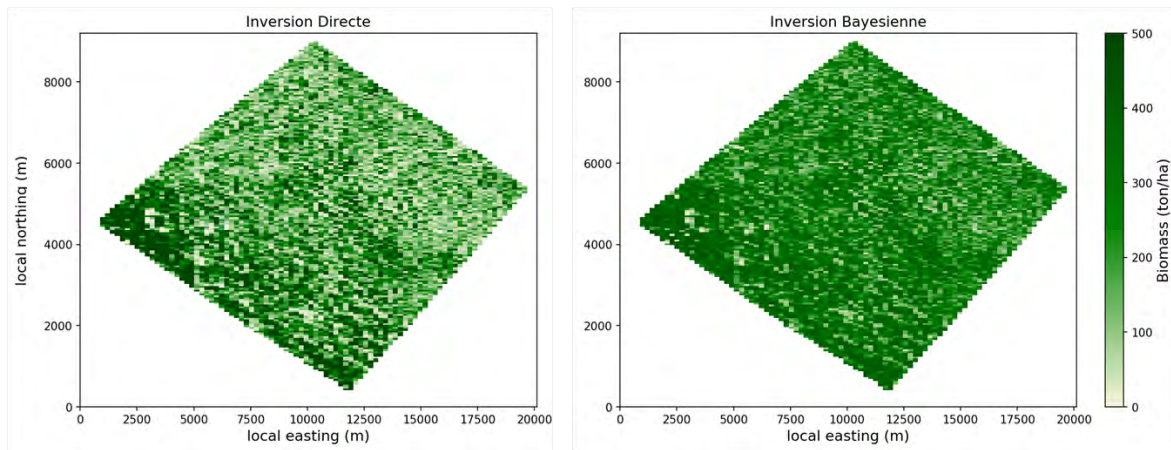 Inversion Directe
8000
6000
4000
2000
0
local northing (m)
0 2500 5000 7500 10000 12500 15000 17500 20000
local easting (m)
Inversion Bayesienne
8000
6000
4000
2000
0
0 2500 5000 7500 10000 12500 15000 17500 20000
local easting (m)
500
400
300
200
100
0
Biomass (ton/ha)